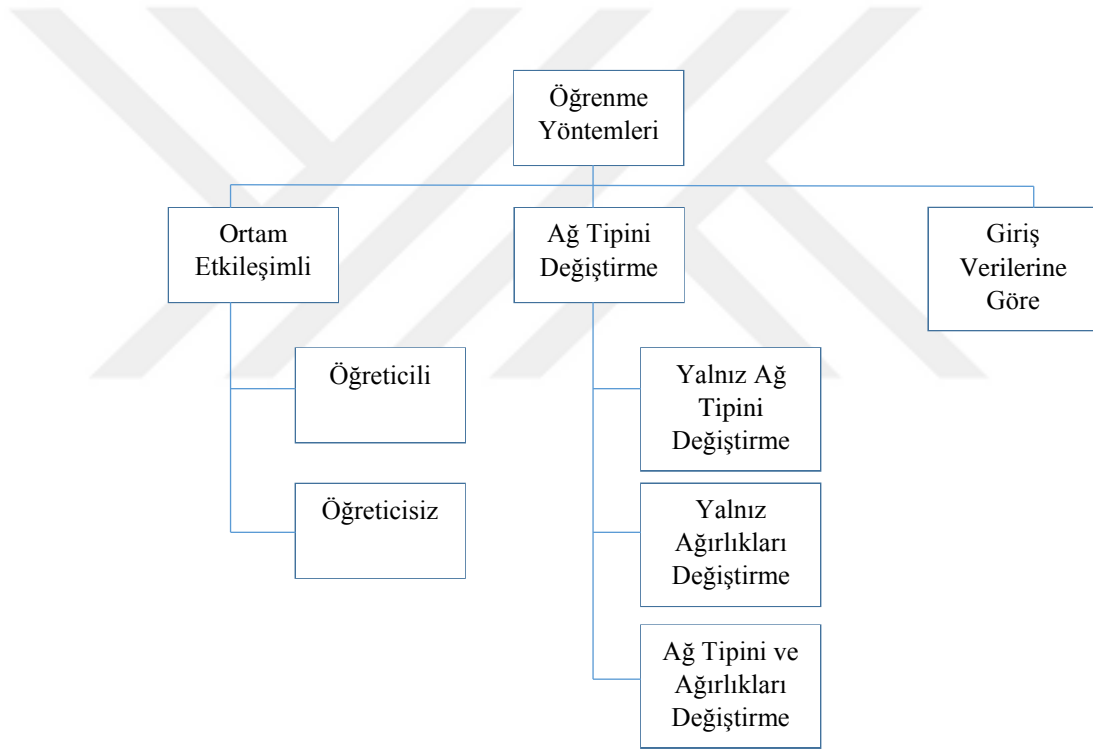 Öğrenme
Yöntemleri
Ortam
Etkileşimli
Ağ Tipini
Değiştirme
Giriş
Verilerine
Göre
Öğreticili
Öğreticisiz
Yalnız Ağ
Tipini
Değiştirme
Yalnız
Ağırlıkları
Değiştirme
Ağ Tipini ve
Ağırlıkları
Değiştirme